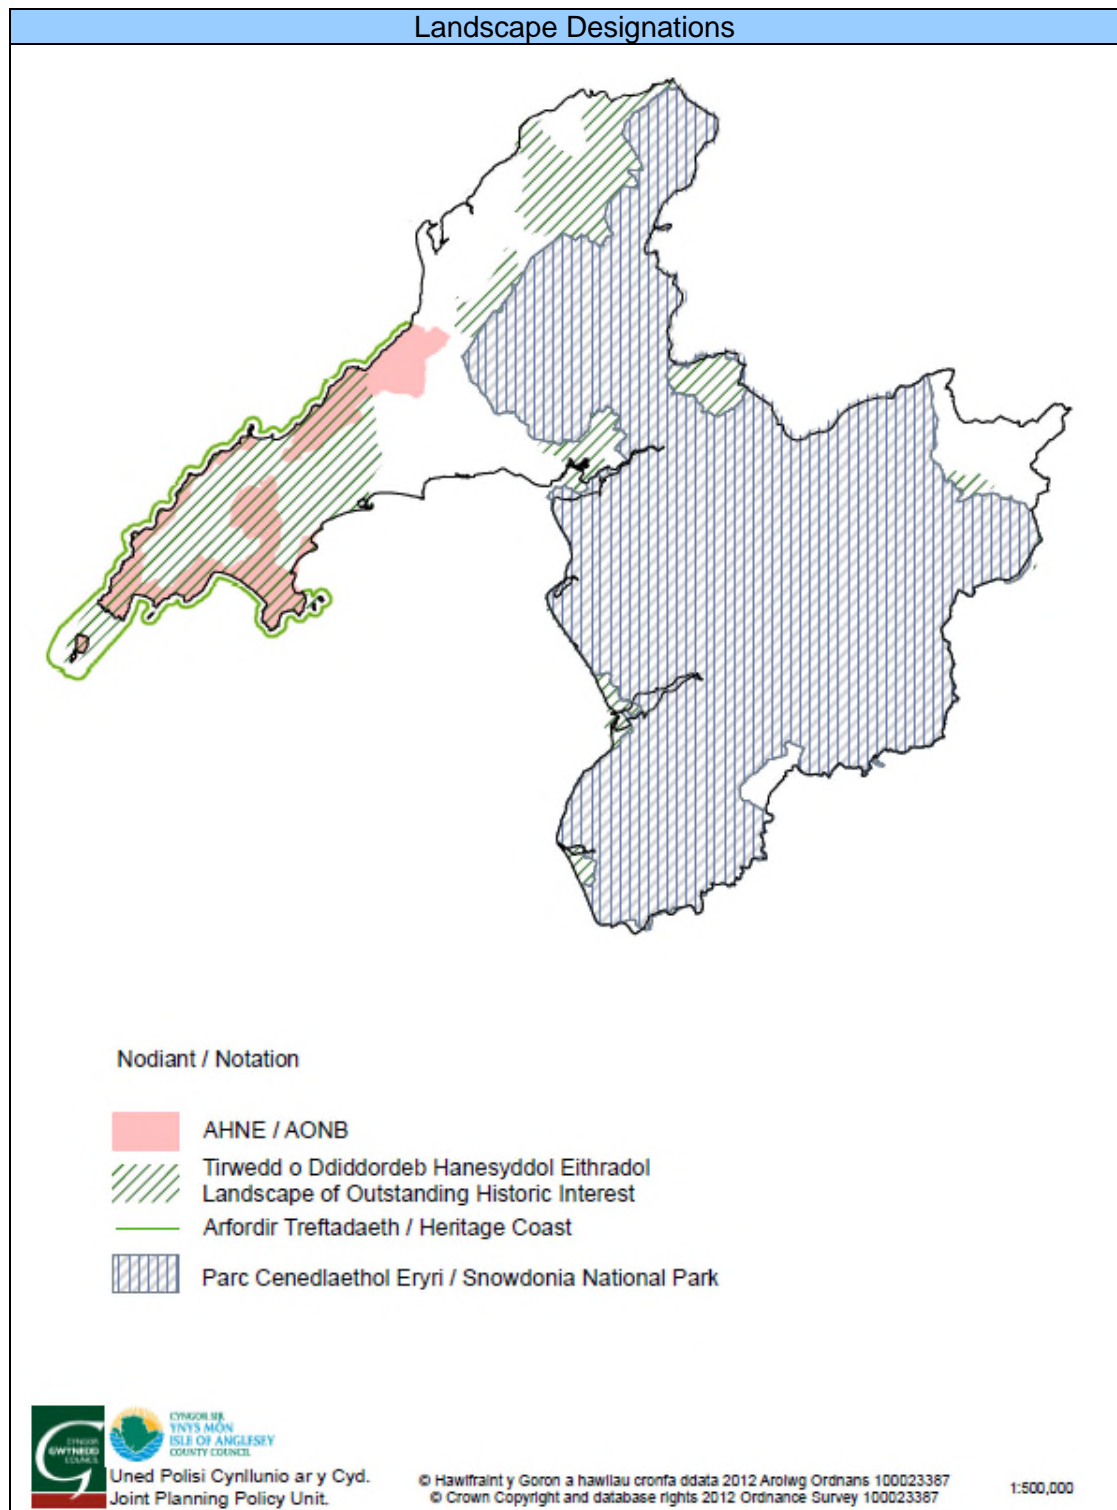 Landscape Designations
Nodiant / Notation
AHNE / AONB
Tirwedd o Ddiddordeb Hanesyddol Eithradol
Landscape of Outstanding Historic Interest
Arfordir Treftadaeth / Heritage Coast
Parc Cenedlaethol Eryri / Snowdonia National Park
CYNGOR
GWYNEDD
COUNCIL
CYNGOR SIR
YNYS MÔN
ISLE OF ANGLESEY
COUNTY COUNCIL
Uned Polisi Cynllunio ar y Cyd.
Joint Planning Policy Unit.
© Hawlfraint y Goron a hawliau cronfa ddata 2012 Arolwg Ordnans 100023387
© Crown Copyright and database rights 2012 Ordnance Survey 100023387
1:500,000